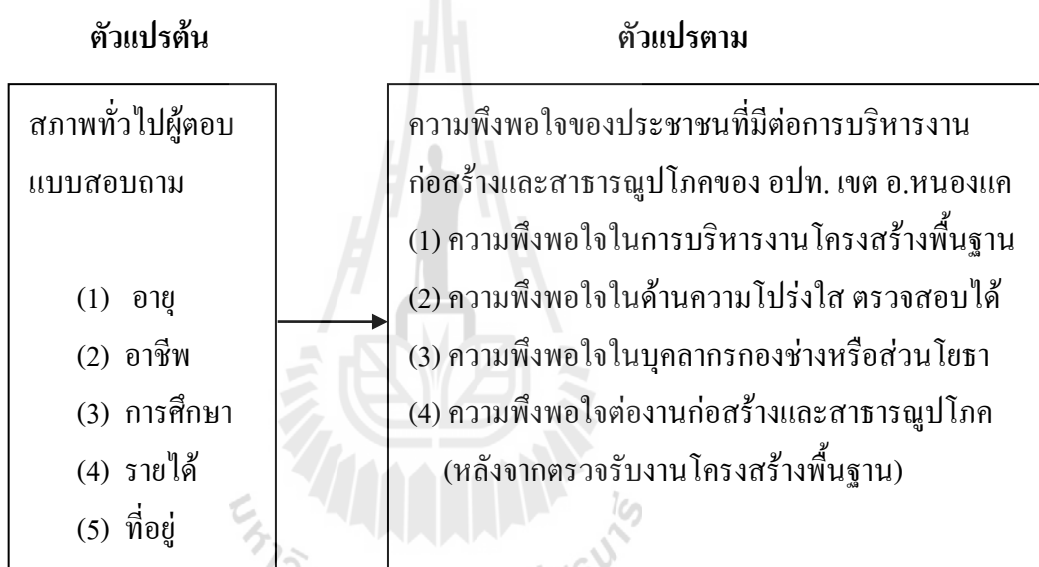 ตัวแปรต้น
ตัวแปรตาม
สภาพทั่วไปผู้ตอบ
แบบสอบถาม
(1) อายุ
(2) อาชีพ
(3) การศึกษา
(4) รายได้
(5) ที่อยู่
ความพึงพอใจของประชาชนที่มีต่อการบริหารงาน
ก่อสร้างและสาธารณูปโภคของ อปท. เขต อ.หนองแค
(1) ความพึงพอใจในการบริหารงานโครงสร้างพื้นฐาน
(2) ความพึงพอใจในด้านความโปร่งใส ตรวจสอบได้
(3) ความพึงพอใจในบุคลากรกองช่างหรือส่วนโยธา
(4) ความพึงพอใจต่องานก่อสร้างและสาธารณูปโภค
(หลังจากตรวจรับงานโครงสร้างพื้นฐาน)